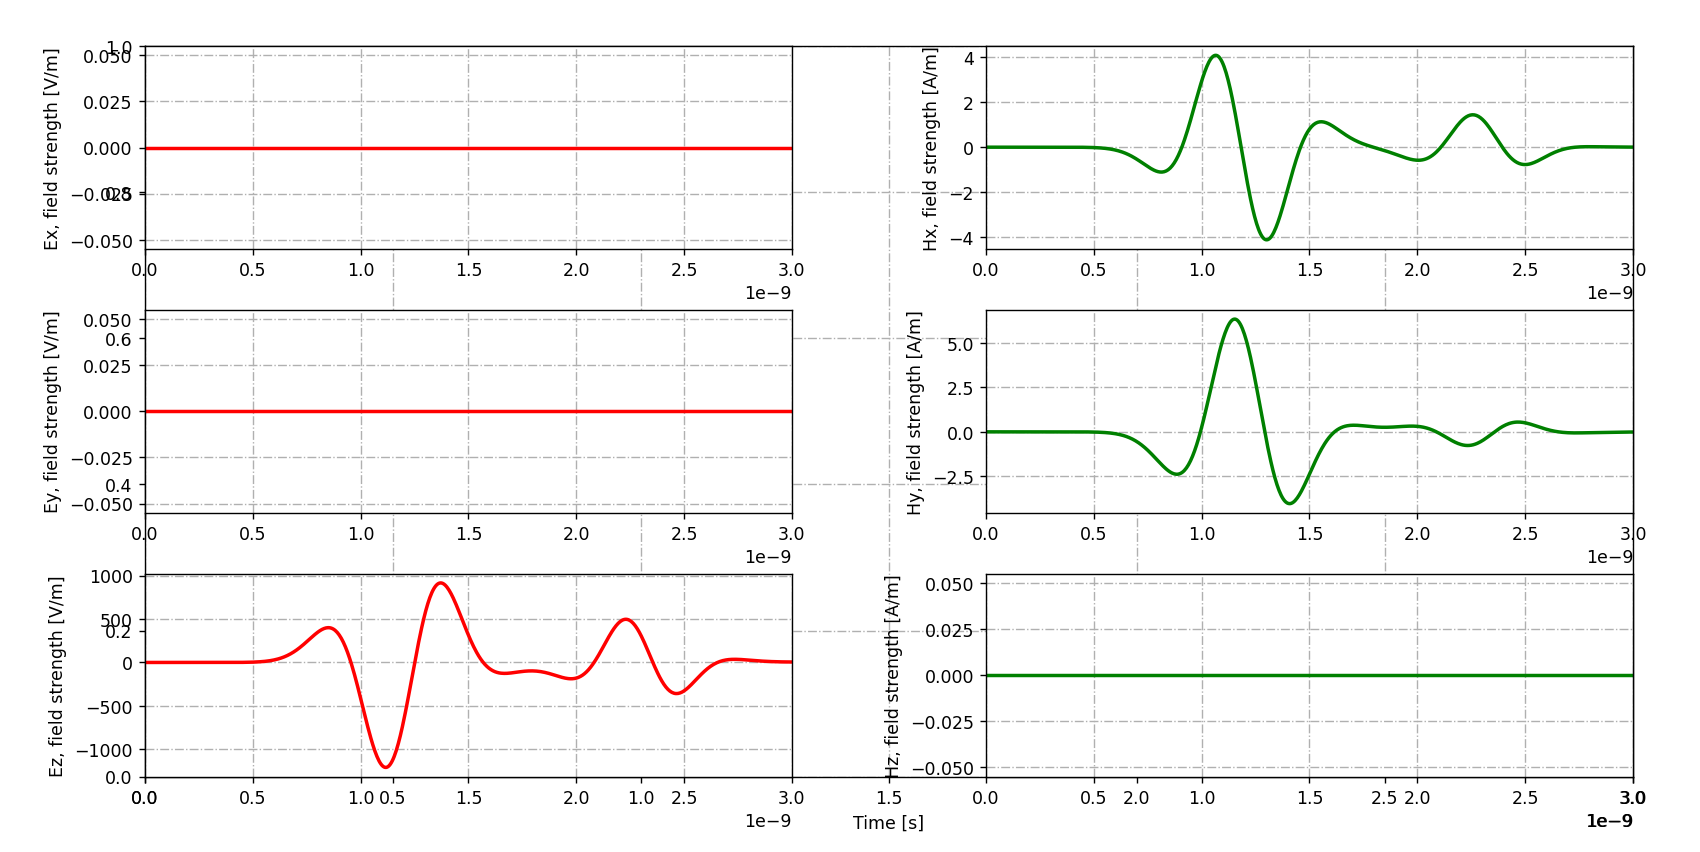 Ex, field strength [V/m]
1.0
0.050
0.025
0.000
−0.025
0.8
−0.050
0.0 0.5 1.0 1.5 2.0 2.5 3.0
1e−9
Hx, field strength [A/m]
4
2
0
−2
−4
0.0 0.5 1.0 1.5 2.0 2.5 3.0
1e−9
Ey, field strength [V/m]
0.050
0.6
0.025
0.000
−0.025
0.4
−0.050
0.0 0.5 1.0 1.5 2.0 2.5 3.0
1e−9
Hy, field strength [A/m]
5.0
2.5
0.0
−2.5
0.0 0.5 1.0 1.5 2.0 2.5 3.0
1e−9
Ez, field strength [V/m]
1000
500
0.2
0
−500
−1000
0.0
0.0 0.5 1.0 0.5 1.5 2.0 1.0 2.5 3.0
1e−9
1.5
Time [s]
Hz, field strength [A/m]
0.050
0.025
0.000
−0.025
−0.050
0.0 0.5 2.0 1.0 1.5 2.5 2.0 2.5 3.0
1e−9